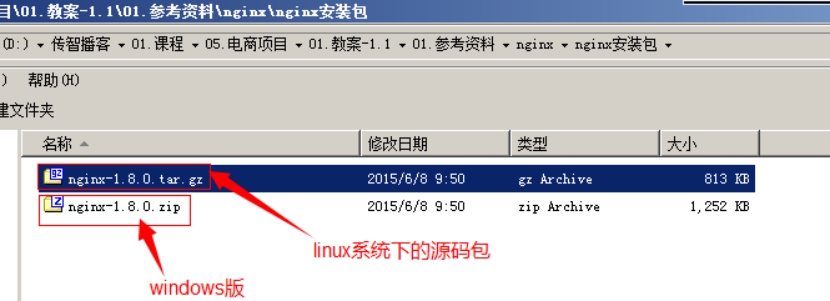 目\01.教案-1.1\01.参考资料\nginx\nginx安装包
(D:) 传智播客 01.课程 05.电商项目 01.教案-1.1 01.参考资料 nginx nginx安装包
) 帮助(H)
建文件夹
名称 修改日期 类型 大小
nginx-1.8.0.tar.gz 2015/6/8 9:50 gz Archive 813 KB
nginx-1.8.0.zip 2015/6/8 9:50 zip Archive 1,252 KB
linux系统下的源码包
windows版